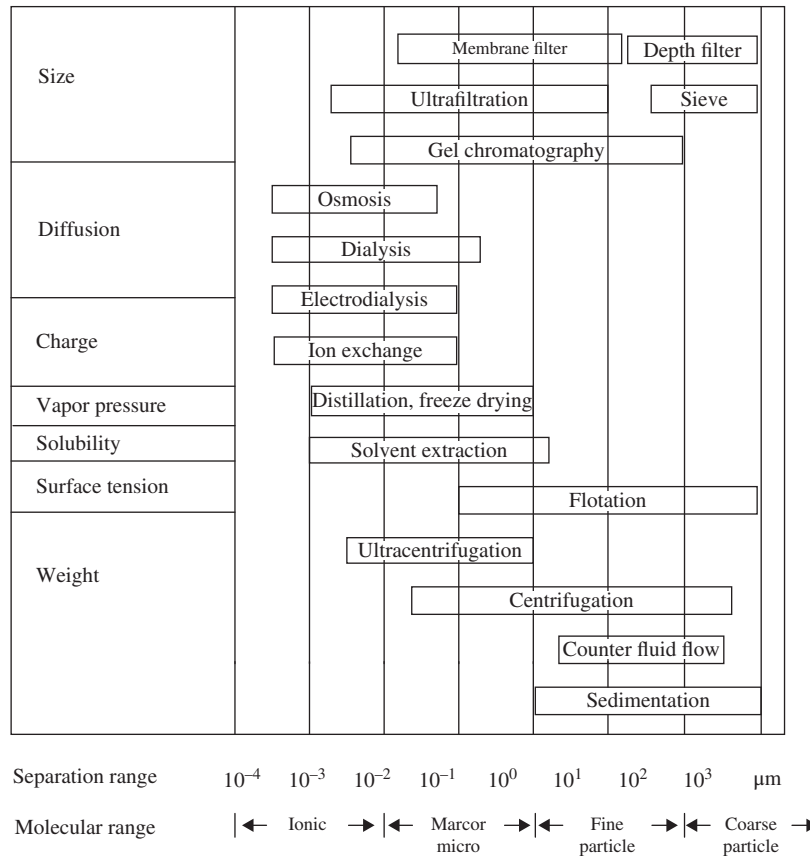 Size
Membrane filter
Depth filter
Ultrafiltration
Sieve
Gel chromatography
Diffusion
Osmosis
Dialysis
Electrodialysis
Charge
Ion exchange
Vapor pressure
Distillation, freeze drying
Solubility
Solvent extraction
Surface tension
Flotation
Weight
Ultracentrifugation
Centrifugation
Counter fluid flow
Sedimentation
Separation range 10⁻⁴ 10⁻³ 10⁻² 10⁻¹ 10⁰ 10¹ 10² 10³ μm
Molecular range Ionic Marcor micro Fine particle Coarse particle